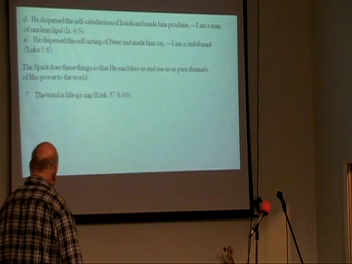 d. He dispersed the self-satisfaction of Isaiah and made him proclaim, —I am a man
of unclean lips! (Is. 6:5)
e. He dispersed the self-acting of Peter and made him say, —I am a sinful man!
(Luke 5:8)
The Spirit does these things so that He can bless us and use us as pure channels
of His power to the world.
* The wind is life-giving (Ezek. 37:8-10)